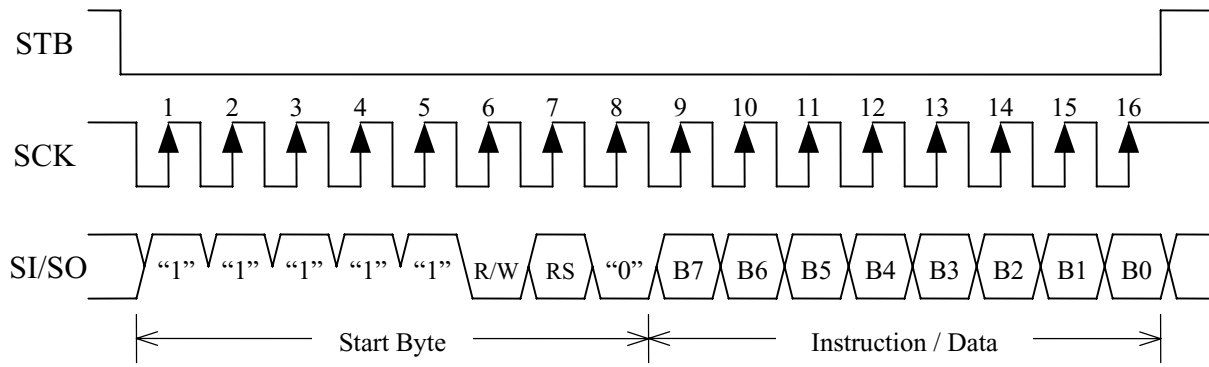 STB
1 2 3 4 5 6 7 8 9 10 11 12 13 14 15 16
SCK
SI/SO “1” “1” “1” “1” “1” R/W RS “0” B7 B6 B5 B4 B3 B2 B1 B0
Start Byte Instruction / Data